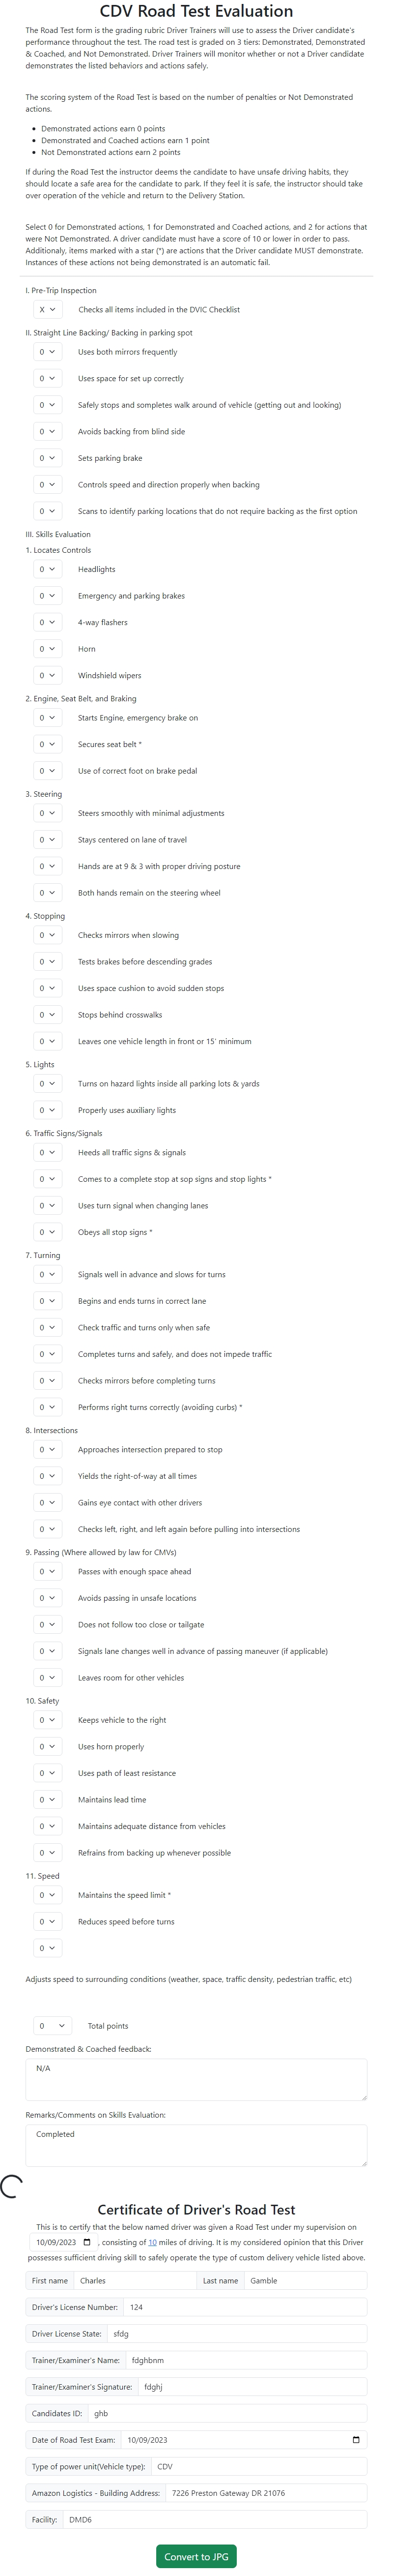 CDV Road Test Evaluation
The Road Test form is the grading rubric Driver Trainers will use to assess the Driver candidate's
performance throughout the test. The road test is graded on 3 tiers: Demonstrated, Demonstrated
& Coached, and Not Demonstrated. Driver Trainers will monitor whether or not a Driver candidate
demonstrates the listed behaviors and actions safely.
The scoring system of the Road Test is based on the number of penalties or Not Demonstrated
actions.
• Demonstrated actions earn 0 points
• Demonstrated and Coached actions earn 1 point
• Not Demonstrated actions earn 2 points
If during the Road Test the instructor deems the candidate to have unsafe driving habits, they
should locate a safe area for the candidate to park. If they feel it is safe, the instructor should take
over operation of the vehicle and return to the Delivery Station.
Select 0 for Demonstrated actions, 1 for Demonstrated and Coached actions, and 2 for actions that
were Not Demonstrated. A driver candidate must have a score of 10 or lower in order to pass.
Additionaly, items marked with a star (*) are actions that the Driver candidate MUST demonstrate.
Instances of these actions not being demonstrated is an automatic fail.
I. Pre-Trip Inspection
X Checks all items included in the DVIC Checklist
II. Straight Line Backing/ Backing in parking spot
0 Uses both mirrors frequently
0 Uses space for set up correctly
0 Safely stops and sompletes walk around of vehicle (getting out and looking)
0 Avoids backing from blind side
0 Sets parking brake
0 Controls speed and direction properly when backing
0 Scans to identify parking locations that do not require backing as the first option
III. Skills Evaluation
1. Locates Controls
0 Headlights
0 Emergency and parking brakes
0 4-way flashers
0 Horn
0 Windshield wipers
2. Engine, Seat Belt, and Braking
0 Starts Engine, emergency brake on
0 Secures seat belt *
0 Use of correct foot on brake pedal
3. Steering
0 Steers smoothly with minimal adjustments
0 Stays centered on lane of travel
0 Hands are at 9 & 3 with proper driving posture
0 Both hands remain on the steering wheel
4. Stopping
0 Checks mirrors when slowing
0 Tests brakes before descending grades
0 Uses space cushion to avoid sudden stops
0 Stops behind crosswalks
0 Leaves one vehicle length in front or 15' minimum
5. Lights
0 Turns on hazard lights inside all parking lots & yards
0 Properly uses auxiliary lights
6. Traffic Signs/Signals
0 Heeds all traffic signs & signals
0 Comes to a complete stop at sop signs and stop lights *
0 Uses turn signal when changing lanes
0 Obeys all stop signs *
7. Turning
0 Signals well in advance and slows for turns
0 Begins and ends turns in correct lane
0 Check traffic and turns only when safe
0 Completes turns and safely, and does not impede traffic
0 Checks mirrors before completing turns
0 Performs right turns correctly (avoiding curbs) *
8. Intersections
0 Approaches intersection prepared to stop
0 Yields the right-of-way at all times
0 Gains eye contact with other drivers
0 Checks left, right, and left again before pulling into intersections
9. Passing (Where allowed by law for CMVs)
0 Passes with enough space ahead
0 Avoids passing in unsafe locations
0 Does not follow too close or tailgate
0 Signals lane changes well in advance of passing maneuver (if applicable)
0 Leaves room for other vehicles
10. Safety
0 Keeps vehicle to the right
0 Uses horn properly
0 Uses path of least resistance
0 Maintains lead time
0 Maintains adequate distance from vehicles
0 Refrains from backing up whenever possible
11. Speed
0 Maintains the speed limit *
0 Reduces speed before turns
0
Adjusts speed to surrounding conditions (weather, space, traffic density, pedestrian traffic, etc)
0 Total points
Demonstrated & Coached feedback:
N/A
Remarks/Comments on Skills Evaluation:
Completed
Certificate of Driver's Road Test
This is to certify that the below named driver was given a Road Test under my supervision on
10/09/2023 , consisting of 10 miles of driving. It is my considered opinion that this Driver
possesses sufficient driving skill to safely operate the type of custom delivery vehicle listed above.
First name Charles Last name Gamble
Driver's License Number: 124
Driver License State: sfdg
Trainer/Examiner's Name: fdghbnm
Trainer/Examiner's Signature: fdghj
Candidates ID: ghb
Date of Road Test Exam: 10/09/2023
Type of power unit(Vehicle type): CDV
Amazon Logistics - Building Address: 7226 Preston Gateway DR 21076
Facility: DMD6
Convert to JPG